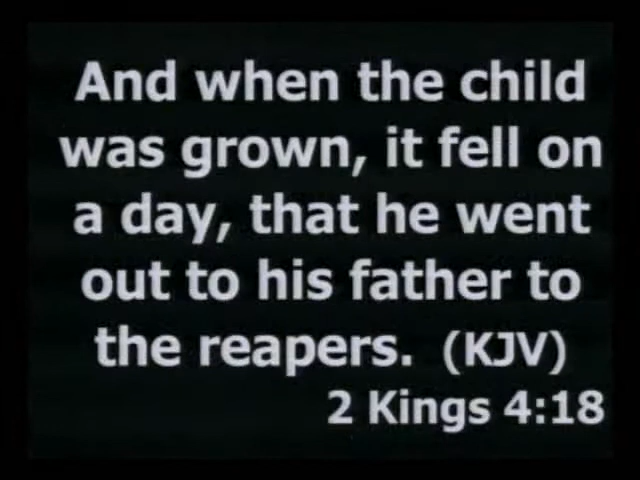 And when the child
was grown, it fell on
a day, that he went
out to his father to
the reapers. (KJV)
2 Kings 4:18